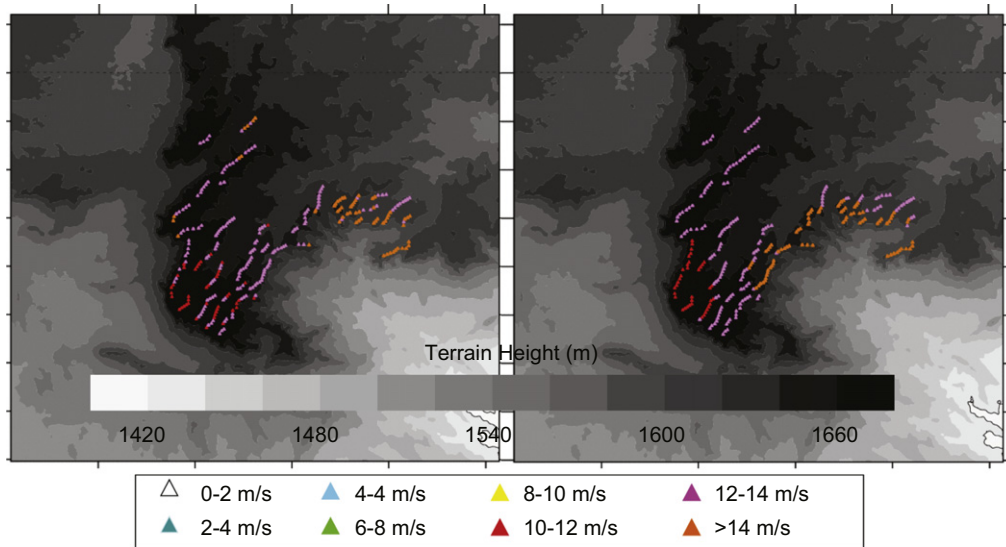 Terrain Height (m)
1420 1480 1540 1600 1660
0-2 m/s 4-4 m/s 8-10 m/s 12-14 m/s
2-4 m/s 6-8 m/s 10-12 m/s >14 m/s